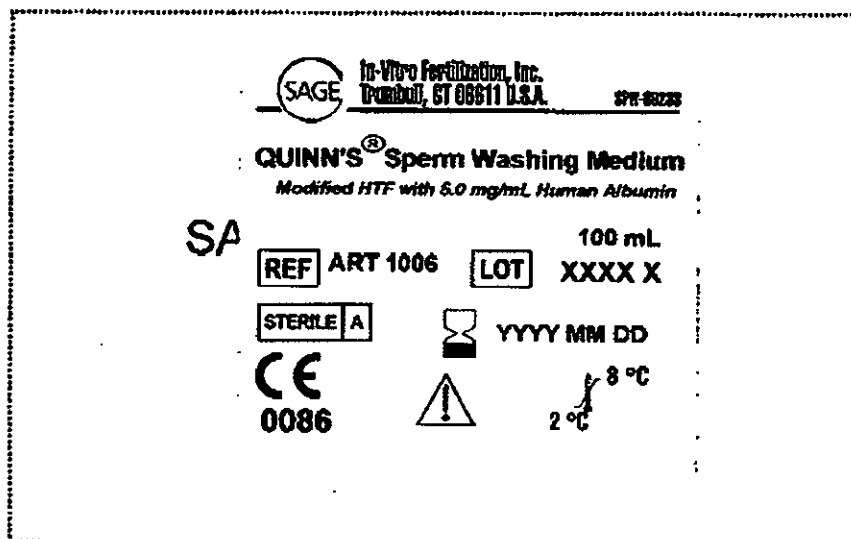 SAGE
In-Vitro Fertilization, Inc.
Trumbull, CT 06611 U.S.A.
QUINN'S® Sperm Washing Medium
Modified HTF with 5.0 mg/mL Human Albumin
SA
100 mL
REF ART 1006 LOT XXXX X
STERILE A YYYY MM DD
CE
0086
8 °C
2 °C